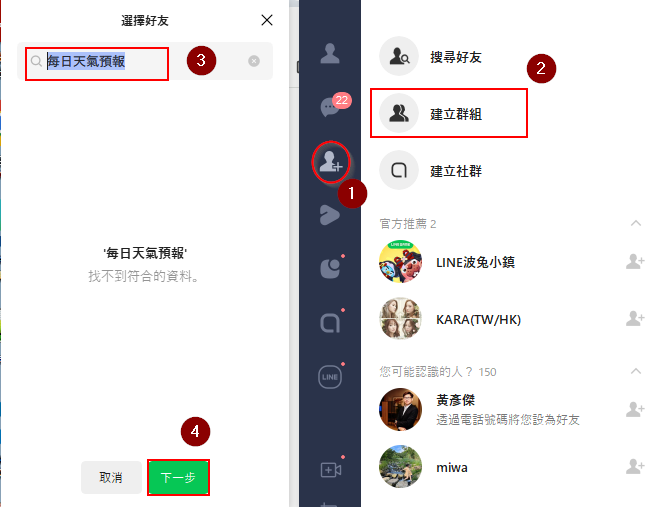 選擇好友
每日天氣預報
3
'每日天氣預報'
找不到符合的資料。
4
取消
下一步
22
1
LINE
搜尋好友
2
建立群組
建立社群
官方推薦 2
LINE波兔小鎮
KARA(TW/HK)
您可能認識的人? 150
黃彥傑
透過電話號碼將您設為好友
miwa